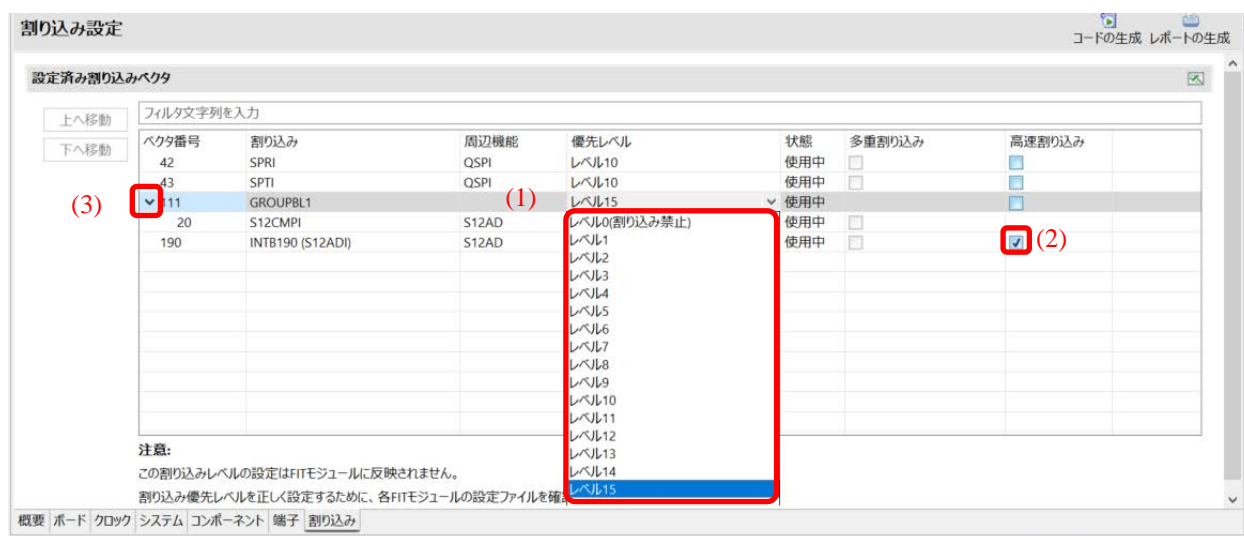 割り込み設定
コードの生成 レポートの生成
設定済み割り込みベクタ
上へ移動
下へ移動
フィルタ文字列を入力
ベクタ番号 割り込み 周辺機能 優先レベル 状態 多重割り込み 高速割り込み
42 SPRI QSPI レベル10 使用中
43 SPTI QSPI レベル10 使用中
(3) 111 GROUPBL1 (1) レベル15 使用中
20 S12CMPI S12AD レベル0(割り込み禁止) 使用中
190 INTB190 (S12ADI) S12AD レベル1 使用中 (2)
レベル2
レベル3
レベル4
レベル5
レベル6
レベル7
レベル8
レベル9
レベル10
レベル11
レベル12
レベル13
レベル14
レベル15
注意:
この割り込みレベルの設定はFITモジュールに反映されません。
割り込み優先レベルを正しく設定するために、各FITモジュールの設定ファイルを確
概要 ボード クロック システム コンポーネント 端子 割り込み